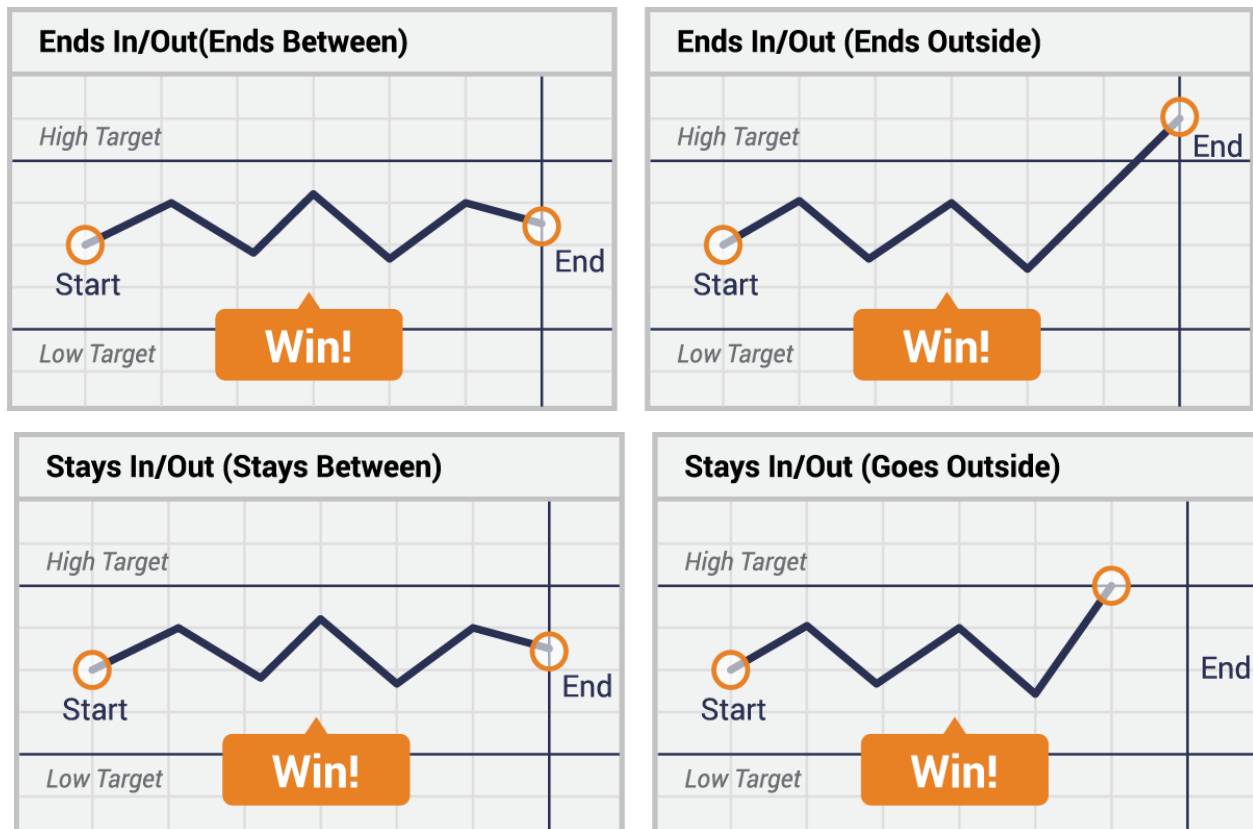 Ends In/Out(Ends Between)
High Target
Start
End
Win!
Low Target
Ends In/Out (Ends Outside)
High Target
End
Start
Win!
Low Target
Stays In/Out (Stays Between)
High Target
Start
End
Win!
Low Target
Stays In/Out (Goes Outside)
High Target
End
Start
Win!
Low Target